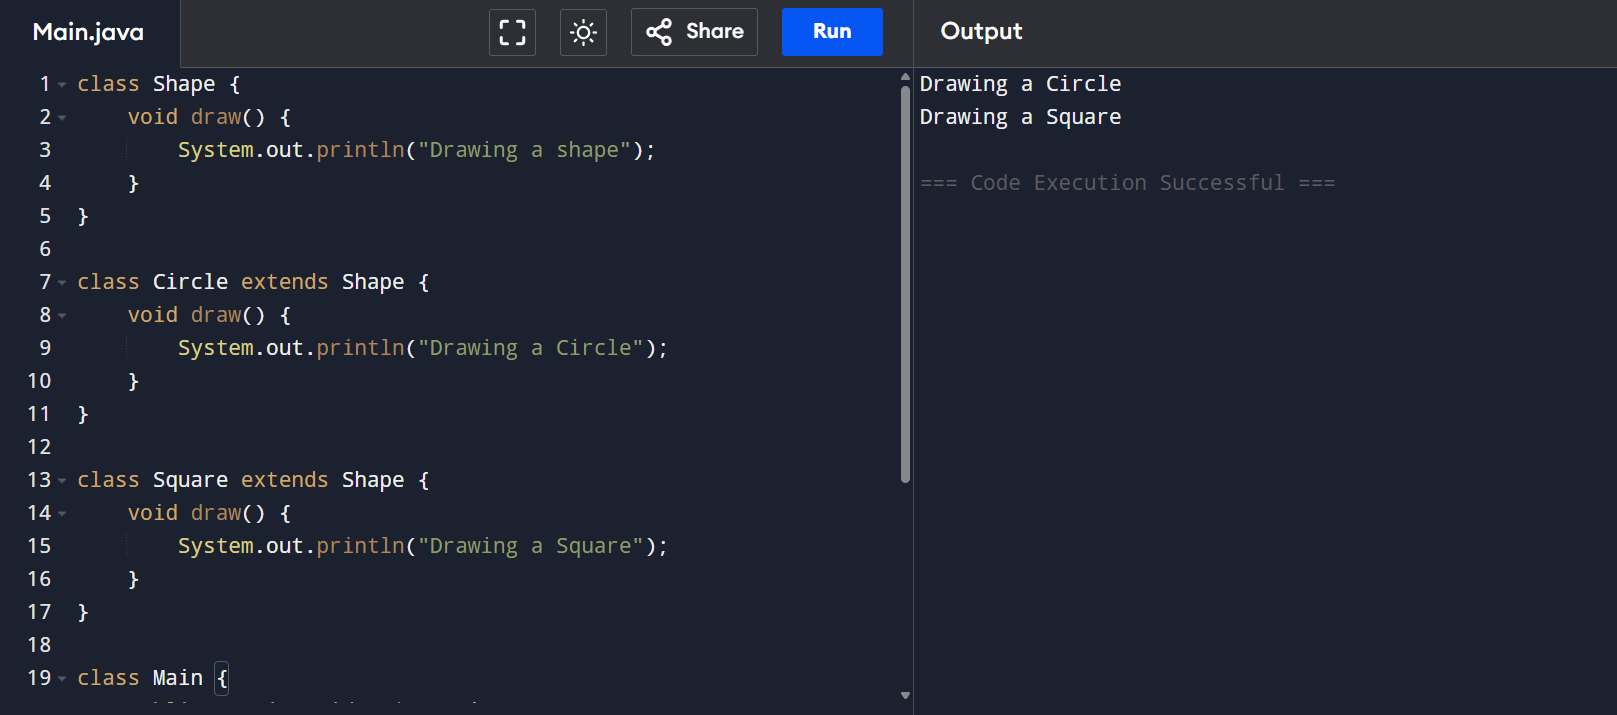 Main.java
Share
Run
Output
1 class Shape {
2 void draw() {
3 System.out.println("Drawing a shape");
4 }
5 }
6
7 class Circle extends Shape {
8 void draw() {
9 System.out.println("Drawing a Circle");
10 }
11 }
12
13 class Square extends Shape {
14 void draw() {
15 System.out.println("Drawing a Square");
16 }
17 }
18
19 class Main {
Drawing a Circle
Drawing a Square
=== Code Execution Successful ===